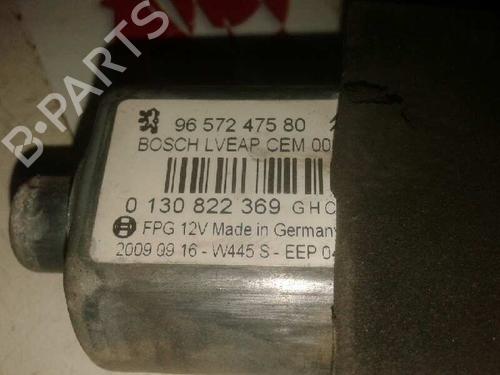 96 572 475 80
BOSCH LVEAP CEM 00
0 130 822 369 G H C
FPG 12V Made in Germany
2009 09 16 - W445 S - EEP 04
B-PARTS